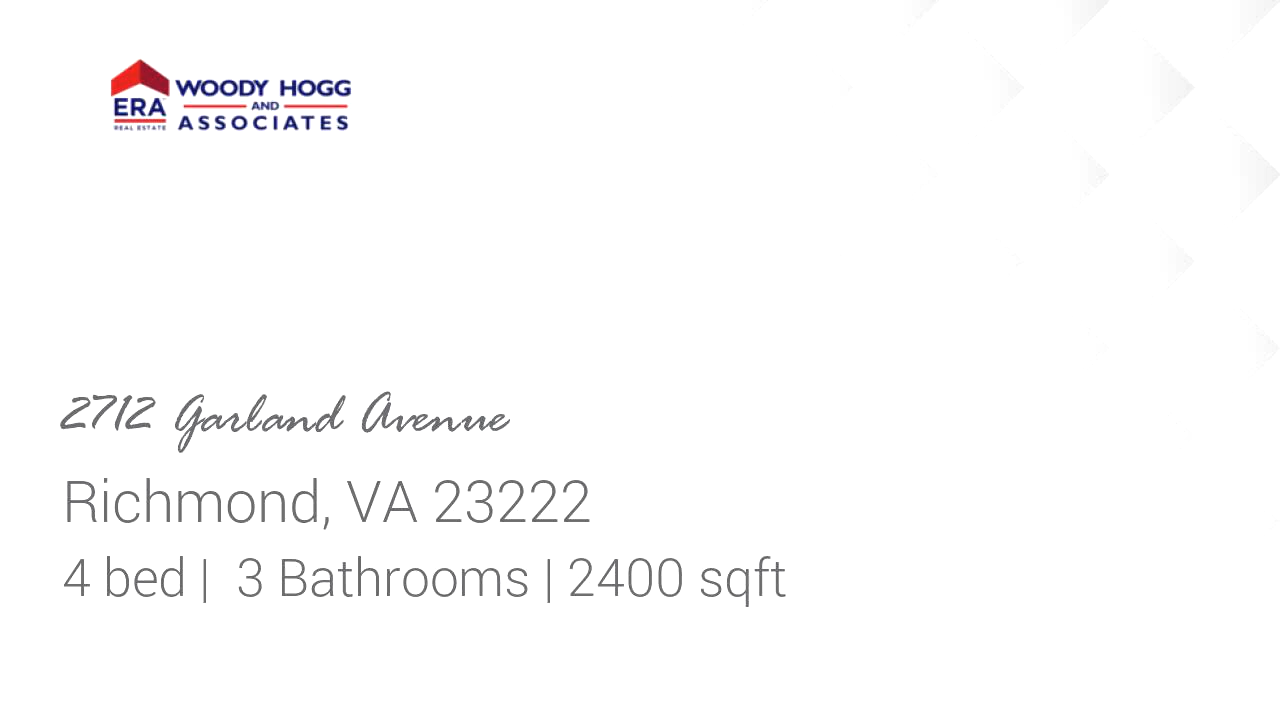 WOODY HOGG
ERA
AND
REAL ESTATE
ASSOCIATES
2712 Garland Avenue
Richmond, VA 23222
4 bed | 3 Bathrooms | 2400 sqft